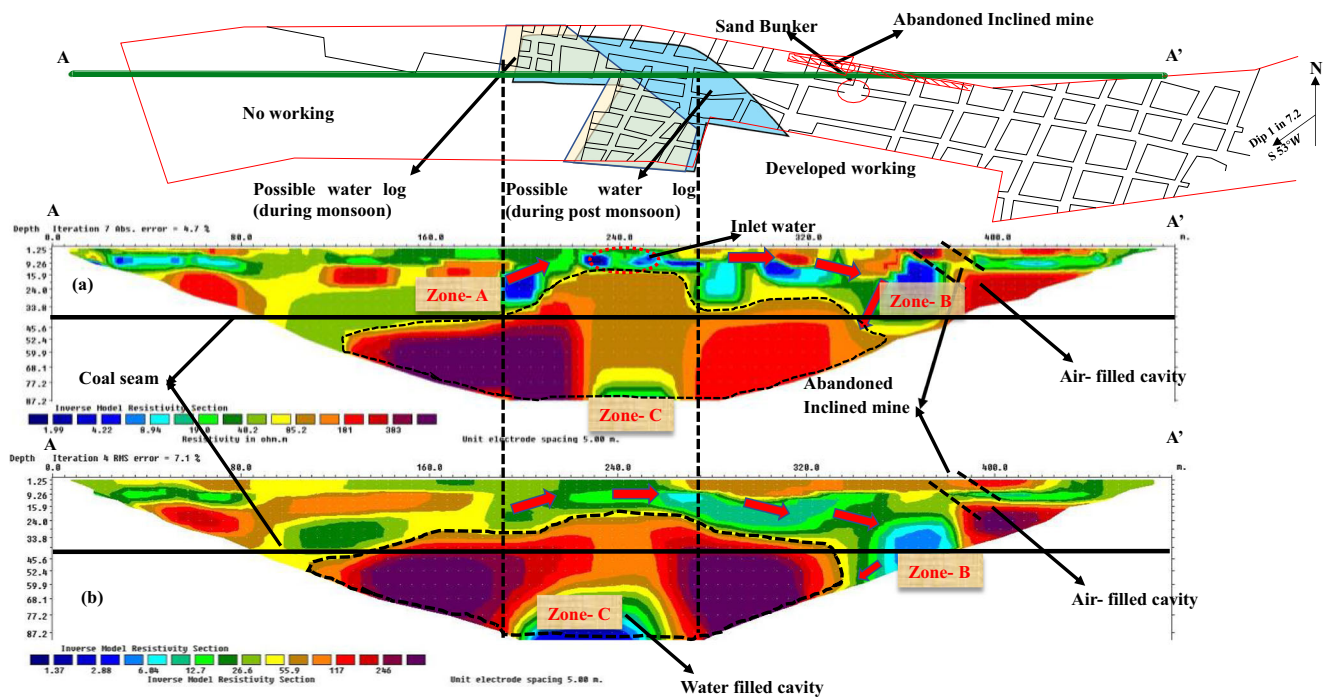 Sand Bunker
Abandoned Inclined mine
A
A'
N
No working
Dip 1 in 7.2
S 53°W
Developed working
Possible water log
(during monsoon)
Possible water log
(during post monsoon)
Inlet water
A
A'
Depth Iteration 7 Abs. error = 4.7 %
0.0 80.0 160.0 240.0 320.0 400.0 m.
1.25
9.26
15.9
24.0
33.8
45.6
52.4
59.9
68.1
77.2
87.2
(a)
Zone- A
Zone- B
Zone- C
Coal seam
Abandoned
Inclined mine
Air- filled cavity
Inverse Model Resistivity Section
1.99 4.22 8.94 19.0 40.2 85.2 181 383
Resistivity in ohm.m
Unit electrode spacing 5.00 m.
A
A'
Depth Iteration 4 RMS error = 7.1 %
0.0 80.0 160.0 240.0 320.0 400.0 m.
1.25
9.26
15.9
24.0
33.8
45.6
52.4
59.9
68.1
77.2
87.2
(b)
Zone- B
Zone- C
Air- filled cavity
Inverse Model Resistivity Section
1.37 2.88 6.04 12.7 26.6 55.9 117 246
Inverse Model Resistivity Section
Unit electrode spacing 5.00 m.
Water filled cavity